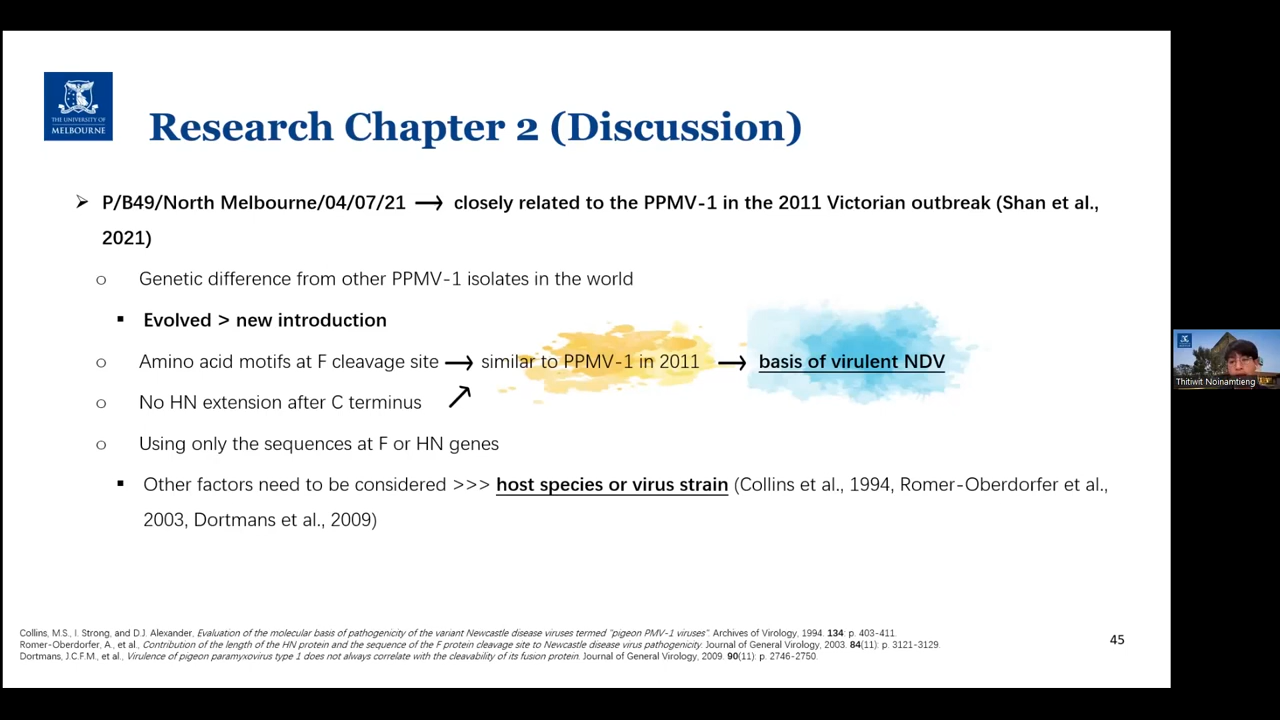 THE UNIVERSITY OF
MELBOURNE
Research Chapter 2 (Discussion)
➢ P/B49/North Melbourne/04/07/21 → closely related to the PPMV-1 in the 2011 Victorian outbreak (Shan et al.,
2021)
o Genetic difference from other PPMV-1 isolates in the world
▪ Evolved > new introduction
o Amino acid motifs at F cleavage site → similar to PPMV-1 in 2011 → basis of virulent NDV
o No HN extension after C terminus
o Using only the sequences at F or HN genes
▪ Other factors need to be considered >>> host species or virus strain (Collins et al., 1994, Romer-Oberdorfer et al.,
2003, Dortmans et al., 2009)
Thitiwit Noinamtieng
Collins, M.S., I. Strong, and D.J. Alexander, Evaluation of the molecular basis of pathogenicity of the variant Newcastle disease viruses termed "pigeon PMV-1 viruses". Archives of Virology, 1994. 134: p. 403-411.
Romer-Oberdorfer, A., et al., Contribution of the length of the HN protein and the sequence of the F protein cleavage site to Newcastle disease virus pathogenicity. Journal of General Virology, 2003. 84(11): p. 3121-3129.
Dortmans, J.C.F.M., et al., Virulence of pigeon paramyxovirus type 1 does not always correlate with the cleavability of its fusion protein. Journal of General Virology, 2009. 90(11): p. 2746-2750.
45